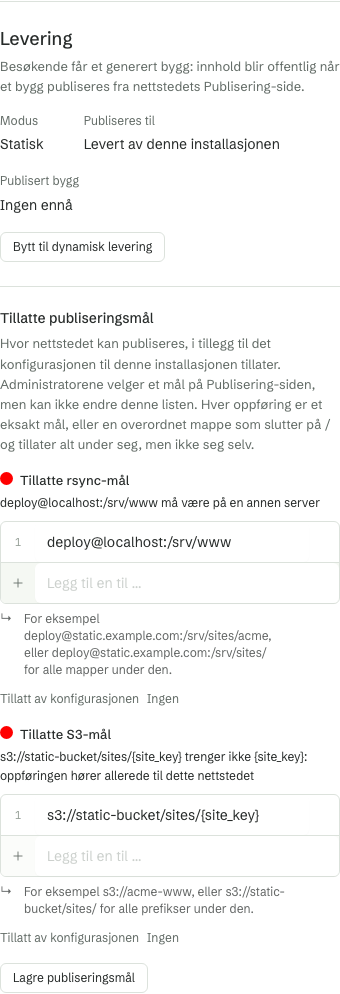 Levering
Besøkende får et generert bygg: innhold blir offentlig når
et bygg publiseres fra nettstedets Publisering-side.
Modus Publiseres til
Statisk Levert av denne installasjonen
Publisert bygg
Ingen ennå
Bytt til dynamisk levering
Tillatte publiseringsmål
Hvor nettstedet kan publiseres, i tillegg til det
konfigurasjonen til denne installasjonen tillater.
Administratorene velger et mål på Publisering-siden,
men kan ikke endre denne listen. Hver oppføring er et
eksakt mål, eller en overordnet mappe som slutter på /
og tillater alt under seg, men ikke seg selv.
Tillatte rsync-mål
deploy@localhost:/srv/www må være på en annen server
1 deploy@localhost:/srv/www
+ Legg til en til ...
↳ For eksempel
deploy@static.example.com:/srv/sites/acme,
eller deploy@static.example.com:/srv/sites/
for alle mapper under den.
Tillatt av konfigurasjonen Ingen
Tillatte S3-mål
s3://static-bucket/sites/{site_key} trenger ikke {site_key}:
oppføringen hører allerede til dette nettstedet
1 s3://static-bucket/sites/{site_key}
+ Legg til en til ...
↳ For eksempel s3://acme-www, eller s3://static-
bucket/sites/ for alle prefikser under den.
Tillatt av konfigurasjonen Ingen
Lagre publiseringsmål